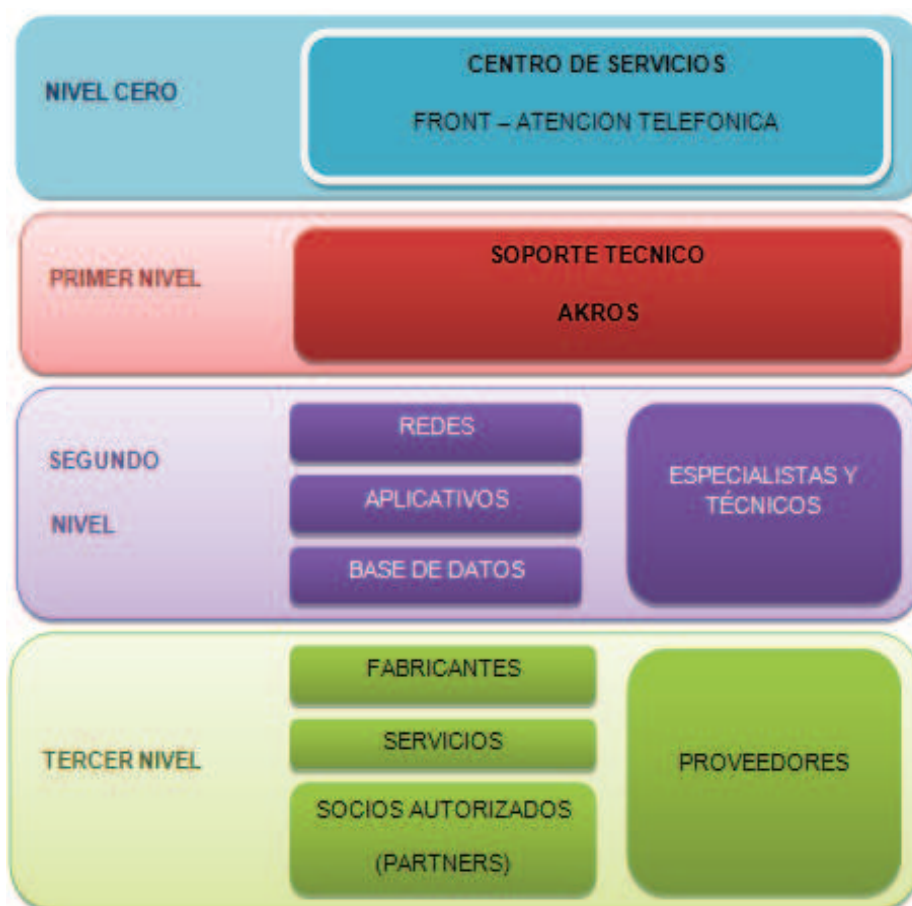 NIVEL CERO
CENTRO DE SERVICIOS
FRONT – ATENCION TELEFONICA
PRIMER NIVEL
SOPORTE TECNICO
AKROS
SEGUNDO
NIVEL
REDES
APLICATIVOS
BASE DE DATOS
ESPECIALISTAS Y
TÉCNICOS
TERCER NIVEL
FABRICANTES
SERVICIOS
SOCIOS AUTORIZADOS
(PARTNERS)
PROVEEDORES